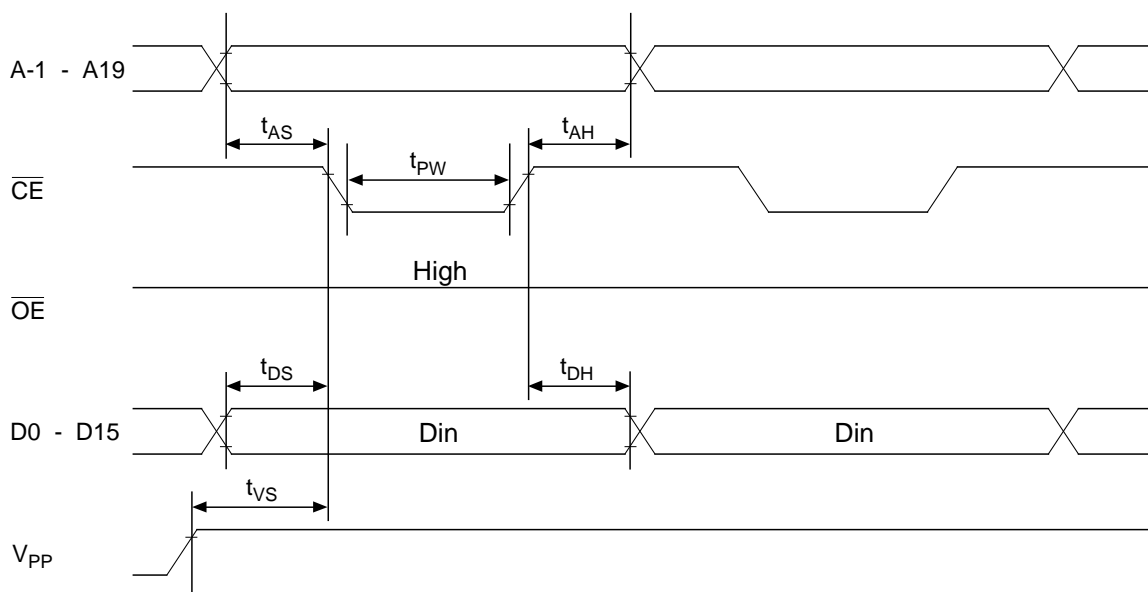 A-1 - A19
tAS
tAH
tPW
CE
High
OE
tDS
tDH
D0 - D15
Din
Din
tVS
VPP